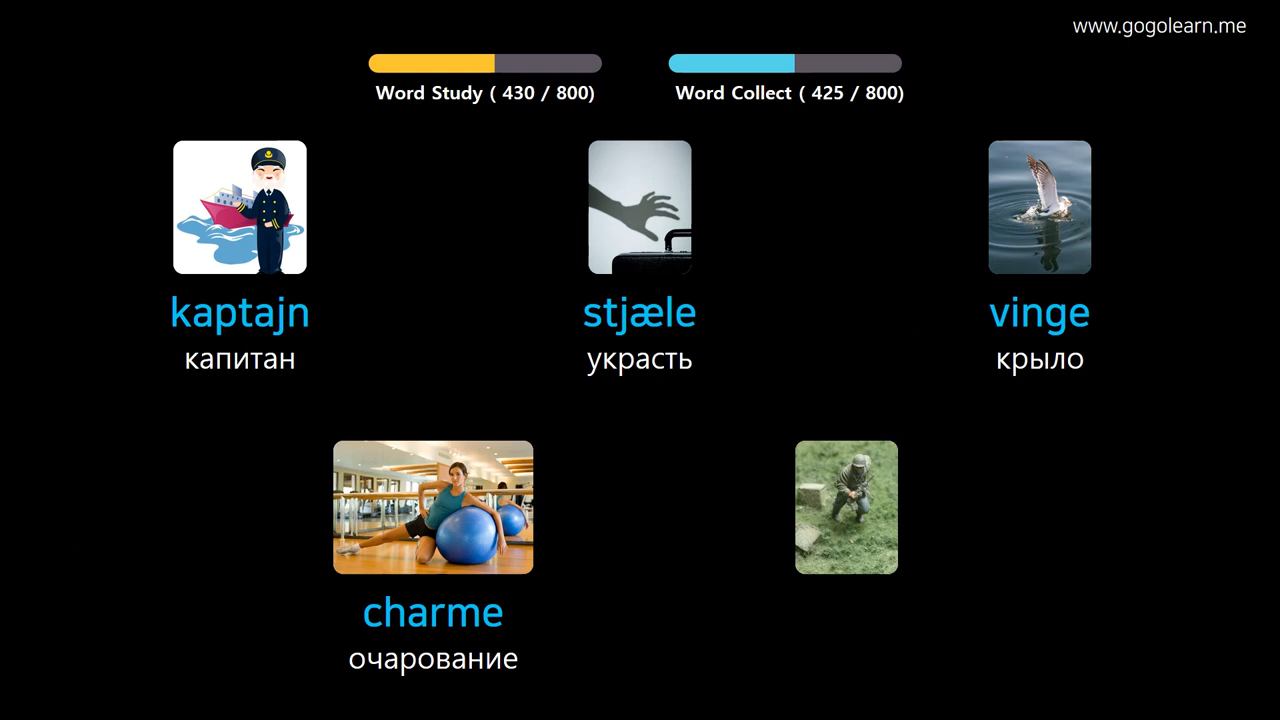 www.gogolearn.me
Word Study ( 430 / 800)
Word Collect ( 425 / 800)
kaptajn
капитан
stjæle
украсть
vinge
крыло
charme
очарование